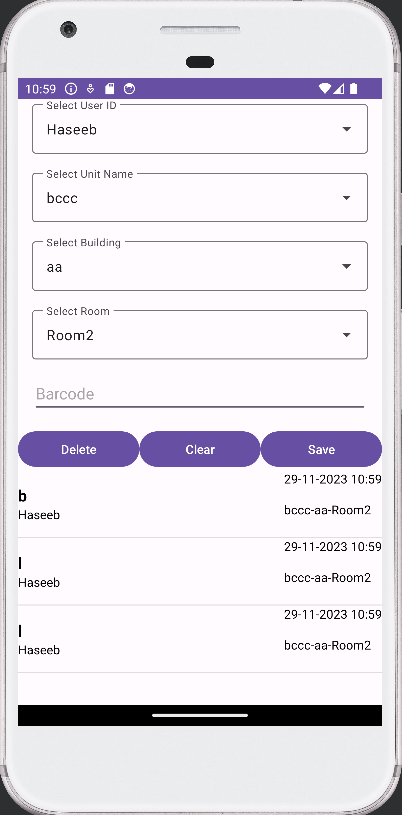 10:59
Select User ID
Haseeb
Select Unit Name
bccc
Select Building
aa
Select Room
Room2
Barcode
Delete Clear Save
29-11-2023 10:59
b
bccc-aa-Room2
Haseeb
29-11-2023 10:59
l
bccc-aa-Room2
Haseeb
29-11-2023 10:59
l
bccc-aa-Room2
Haseeb